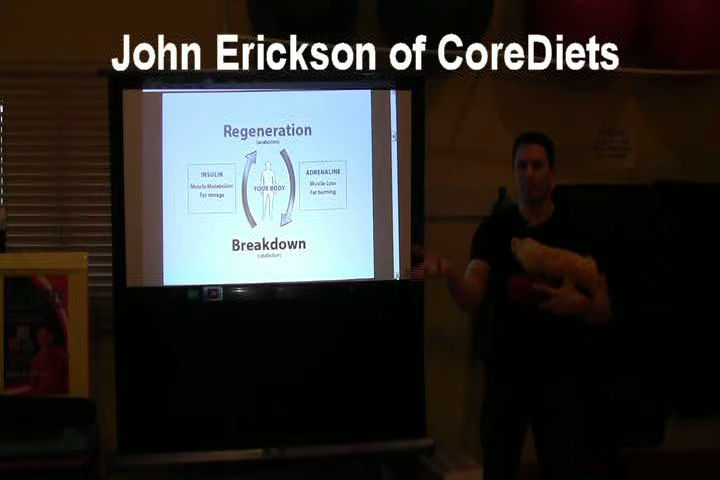 John Erickson of CoreDiets
Regeneration
(anabolism)
INSULIN
Muscle Metabolism
Fat storage
YOUR BODY
ADRENALINE
Muscle Loss
Fat burning
Breakdown
(catabolism)